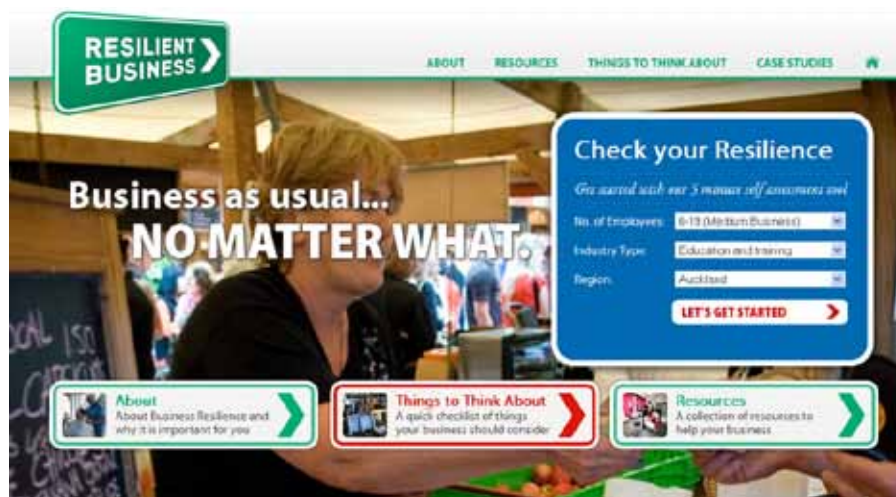 RESILIENT
BUSINESS
ABOUT RESOURCES THINGS TO THINK ABOUT CASE STUDIES
Check your Resilience
Get started with our 5 minute self assessment tool
No. of Employees: 6-19 (Medium Business)
Industry Type: Education and training
Region: Auckland
LET'S GET STARTED
Business as usual...
NO MATTER WHAT.
About
About Business Resilience and
why it is important for you
Things to Think About
A quick checklist of things
your business should consider
Resources
A collection of resources to
help your business